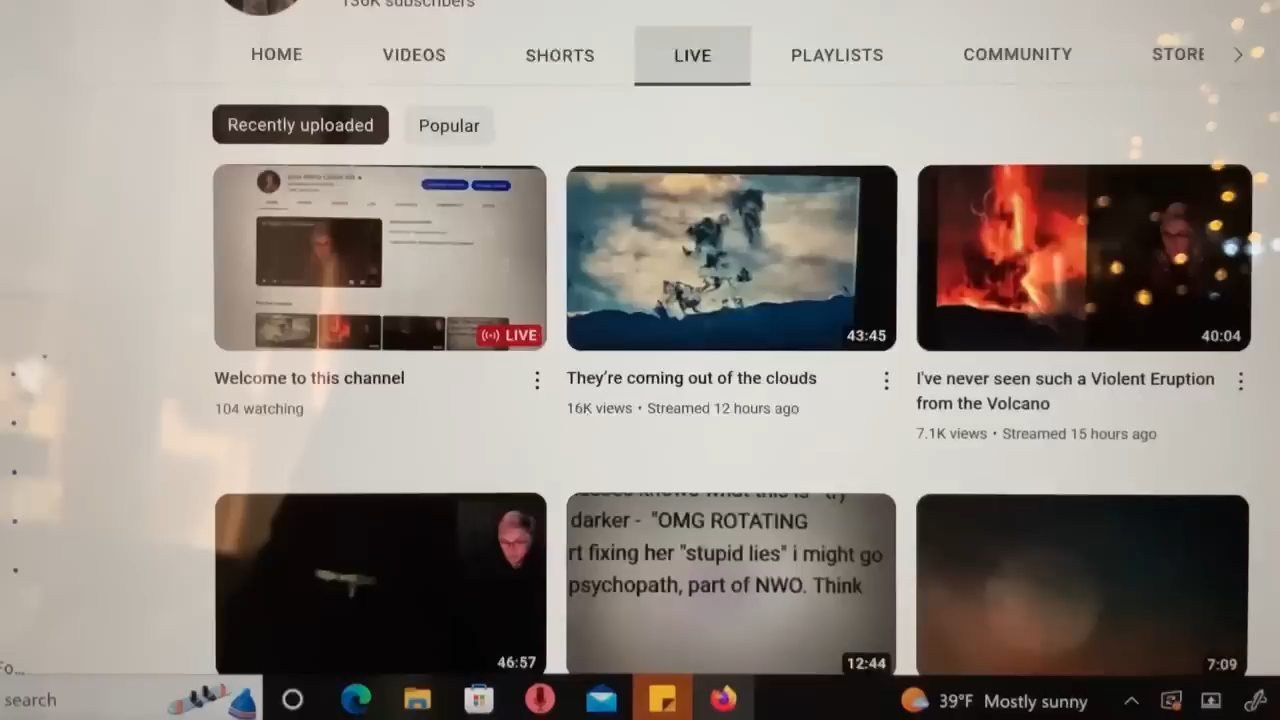 136K subscribers
HOME VIDEOS SHORTS LIVE PLAYLISTS COMMUNITY STORE
Recently uploaded Popular
LIVE
43:45
40:04
Welcome to this channel
104 watching
They're coming out of the clouds
16K views • Streamed 12 hours ago
I've never seen such a Violent Eruption
from the Volcano
7.1K views • Streamed 15 hours ago
darker - "OMG ROTATING
rt fixing her "stupid lies" i might go
psychopath, part of NWO. Think
46:57
12:44
7:09
Fo...
search
39°F Mostly sunny